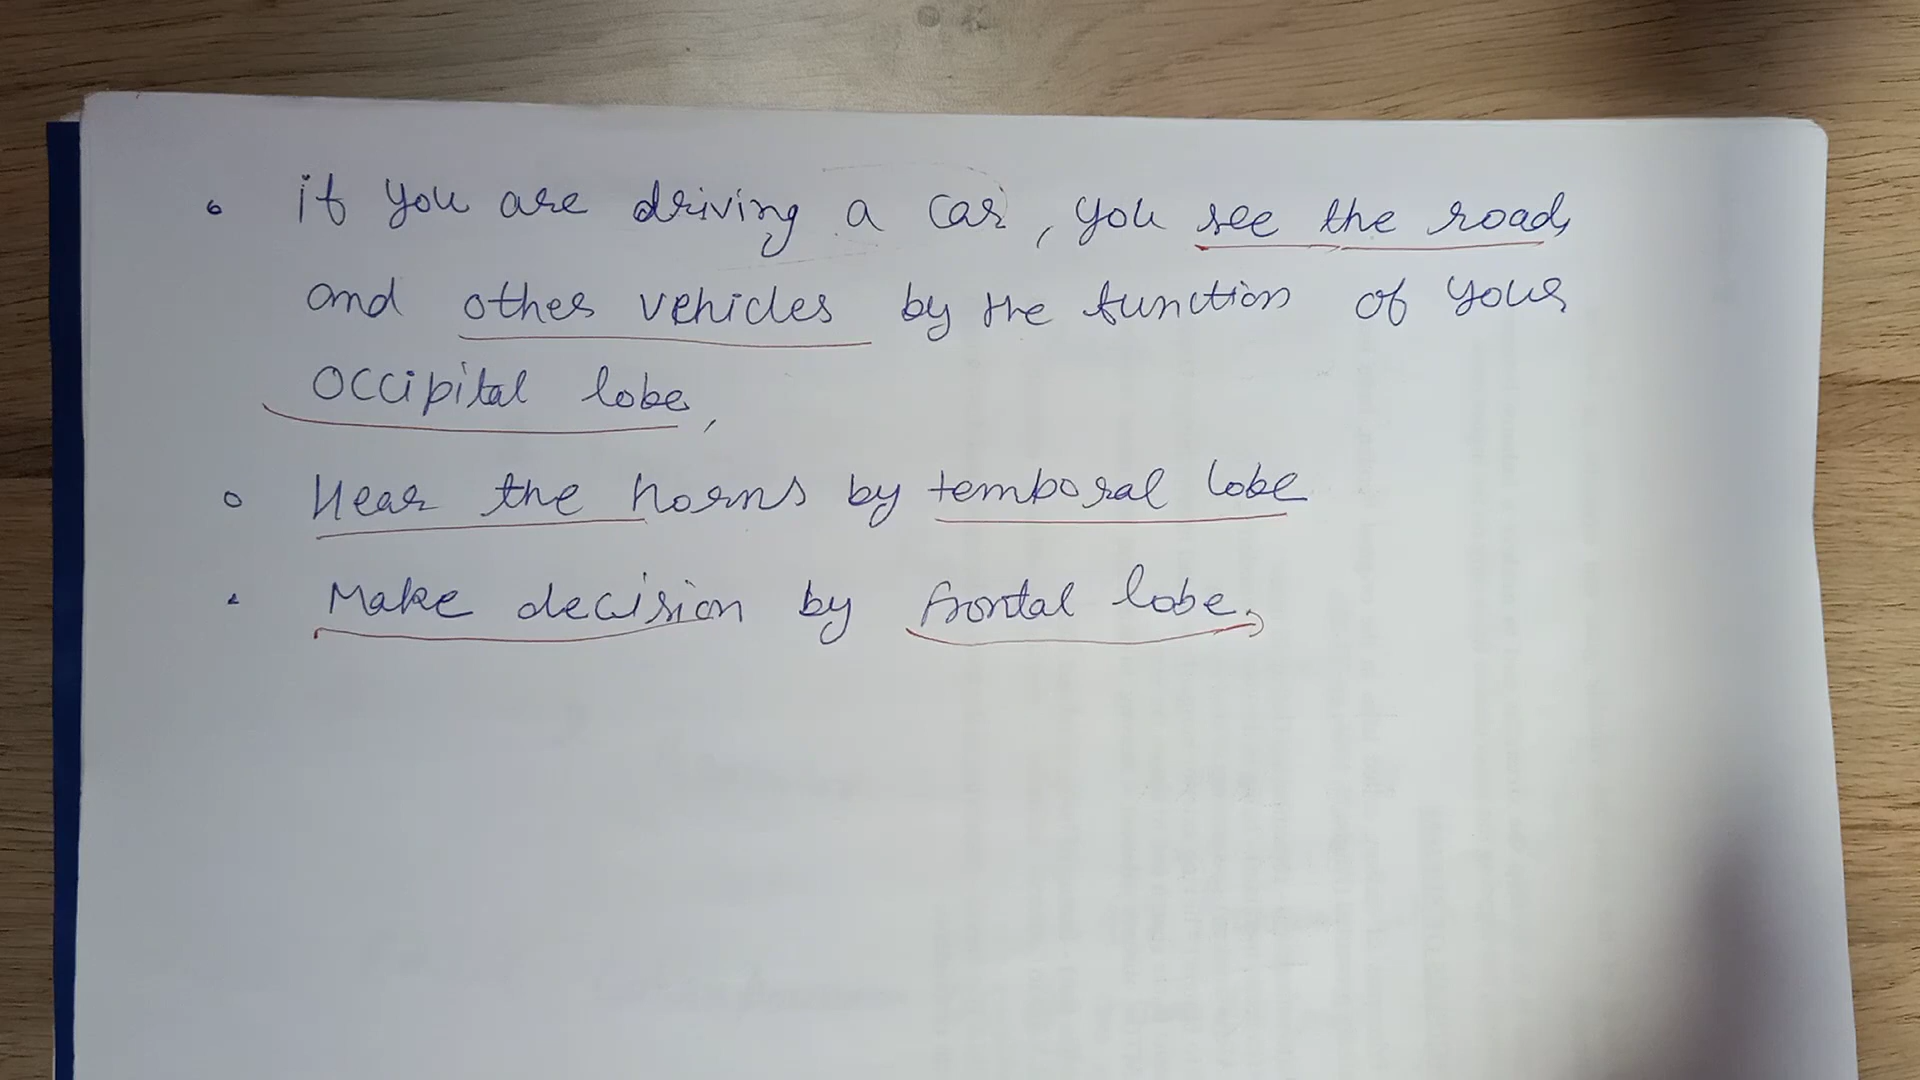 • if you are driving a car, you see the road,
and other vehicles by the function of your
occipital lobe,
• Hear the horns by temporal lobe
• Make decision by frontal lobe.